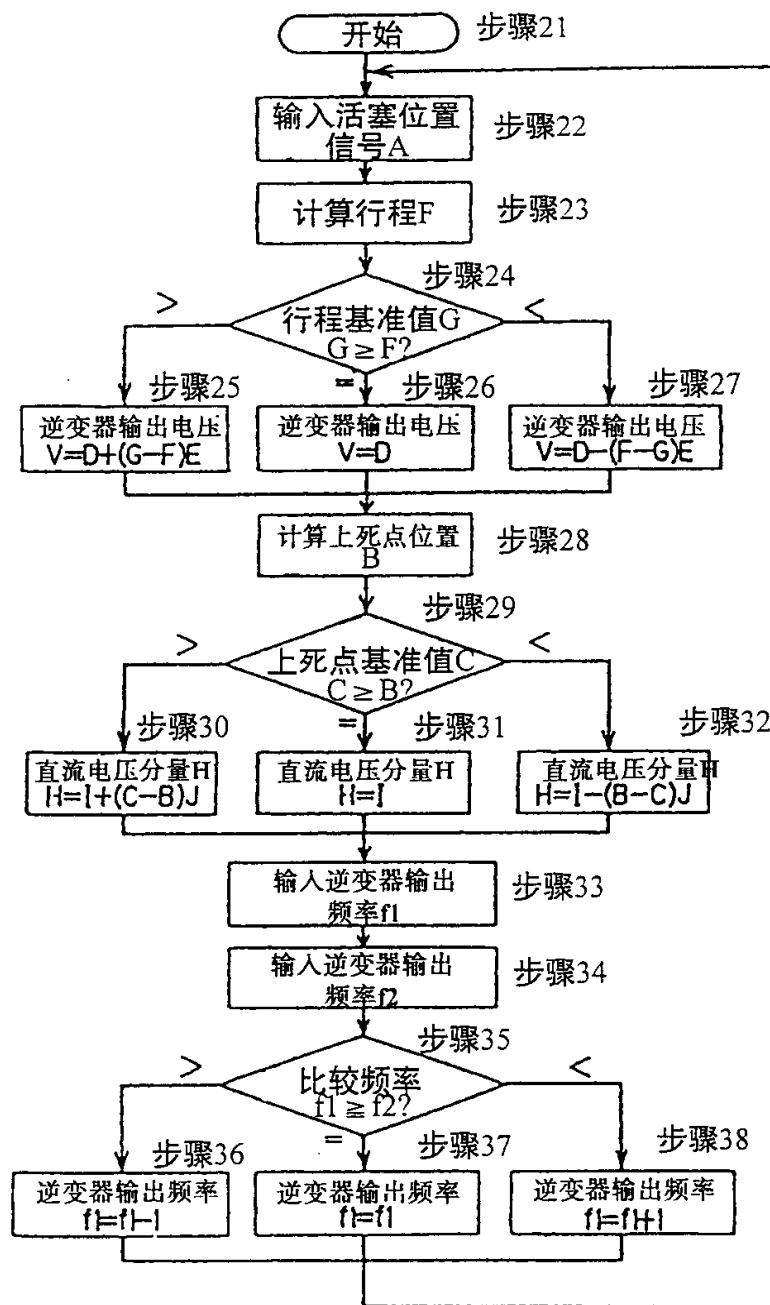 开始
步骤21
输入活塞位置
信号A
步骤22
计算行程F
步骤23
步骤24
>
行程基准值G
G ≥ F?
<
=
步骤25
步骤26
步骤27
逆变器输出电压
V=D+(G-F)E
逆变器输出电压
V=D
逆变器输出电压
V=D-(F-G)E
计算上死点位置
B
步骤28
步骤29
>
上死点基准值C
C ≥ B?
<
=
步骤30
步骤31
步骤32
直流电压分量H
H=I+(C-B)J
直流电压分量H
H=I
直流电压分量H
H=I-(B-C)J
输入逆变器输出
频率f1
步骤33
输入逆变器输出
频率f2
步骤34
步骤35
>
比较频率
f1 ≧ f2?
<
=
步骤36
步骤37
步骤38
逆变器输出频率
f1=f1-1
逆变器输出频率
f1=f1
逆变器输出频率
f1=f1+1